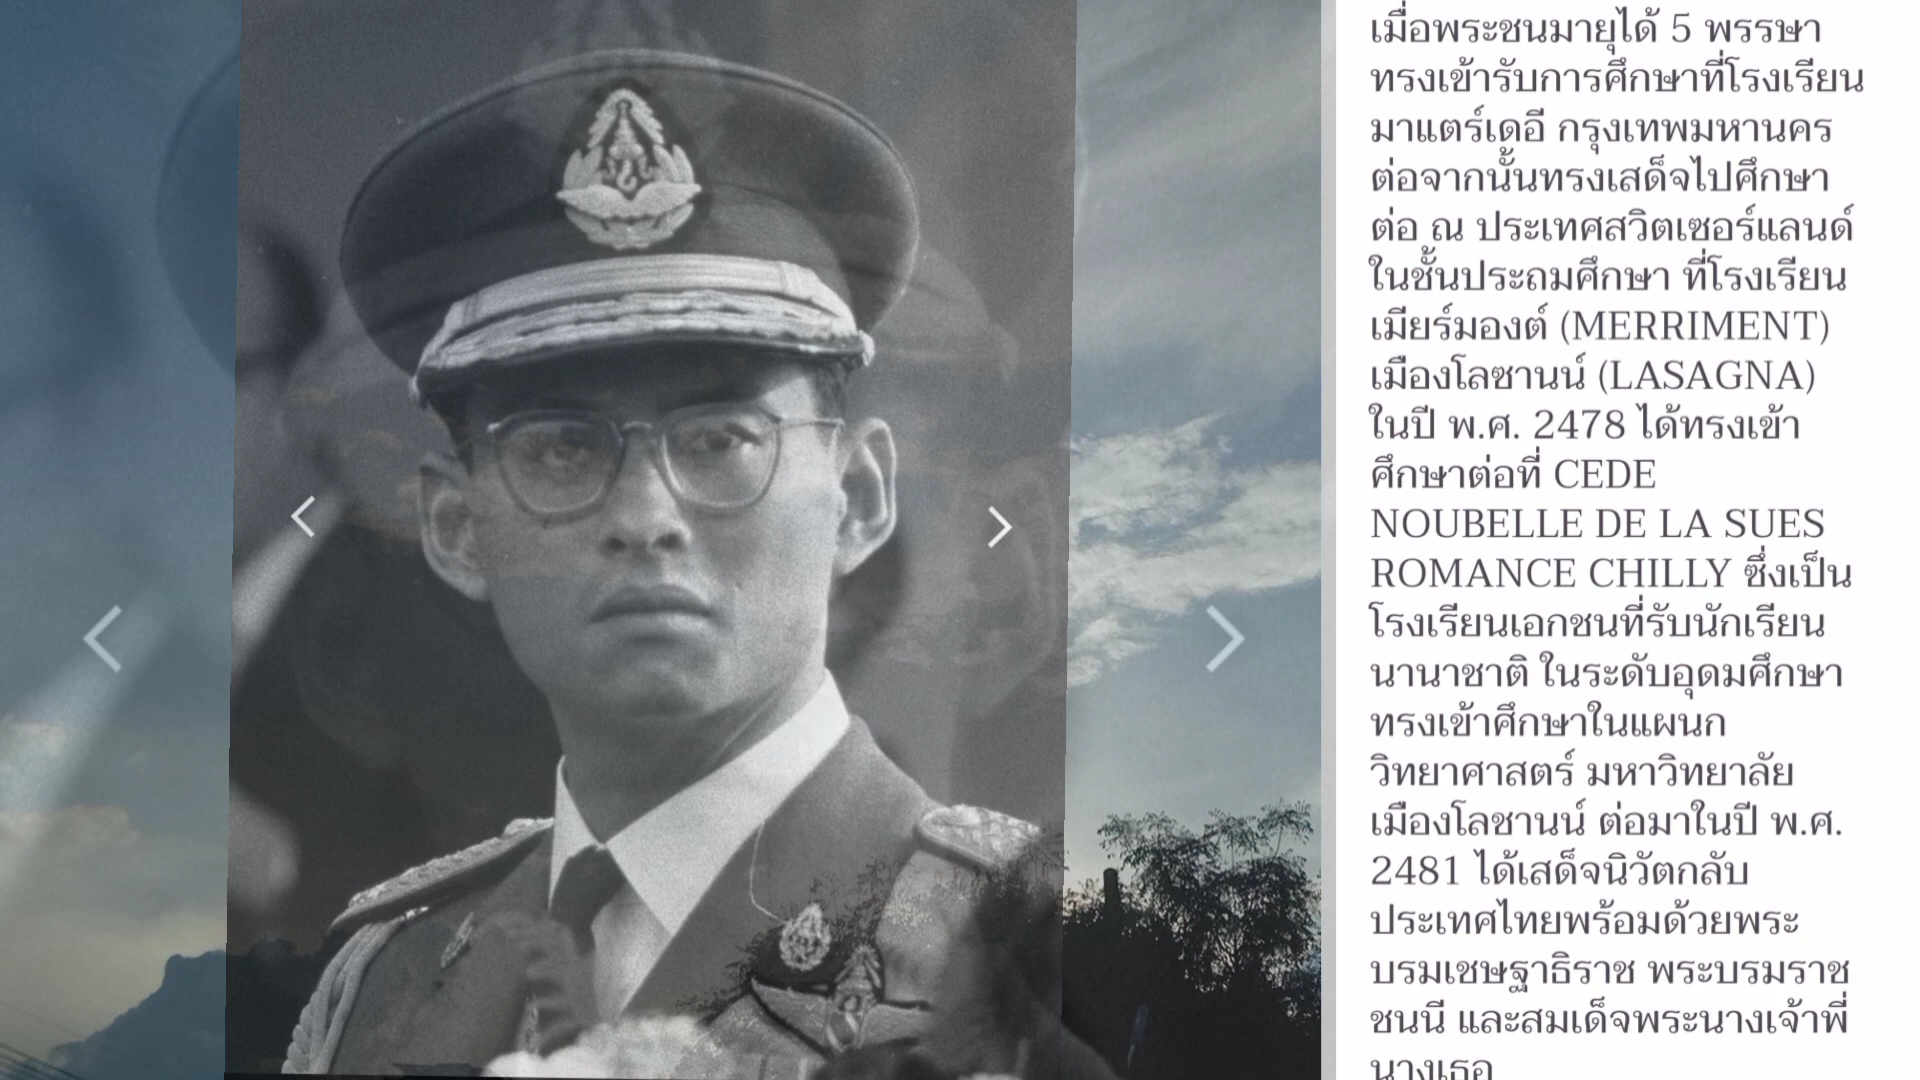 เมื่อพระชนมายุได้ 5 พรรษา
ทรงเข้ารับการศึกษาที่โรงเรียน
มาแตร์เดอี กรุงเทพมหานคร
ต่อจากนั้นทรงเสด็จไปศึกษา
ต่อ ณ ประเทศสวิตเซอร์แลนด์
ในชั้นประถมศึกษา ที่โรงเรียน
เมียร์มองต์ (MERRIMENT)
เมืองโลซานน์ (LASAGNA)
ในปี พ.ศ. 2478 ได้ทรงเข้า
ศึกษาต่อที่ CEDE
NOUBELLE DE LA SUES
ROMANCE CHILLY ซึ่งเป็น
โรงเรียนเอกชนที่รับนักเรียน
นานาชาติ ในระดับอุดมศึกษา
ทรงเข้าศึกษาในแผนก
วิทยาศาสตร์ มหาวิทยาลัย
เมืองโลซานน์ ต่อมาในปี พ.ศ.
2481 ได้เสด็จนิวัตกลับ
ประเทศไทยพร้อมด้วยพระ
บรมเชษฐาธิราช พระบรมราช
ชนนี และสมเด็จพระนางเจ้าพี่
นางเธอ